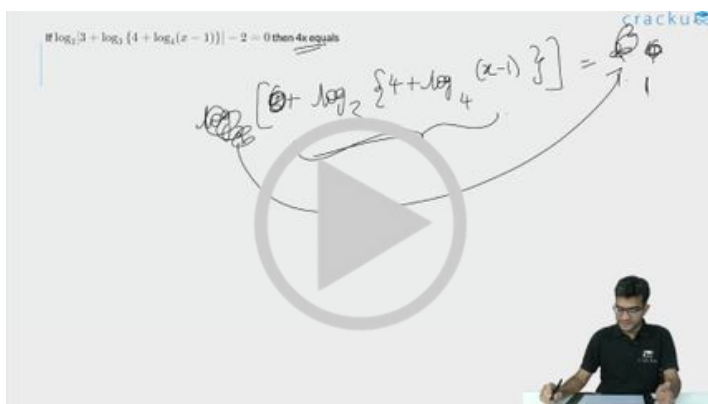 cracku
If log₂[3 + log₃ {4 + log₄(x − 1)}] − 2 = 0 then 4x equals
[ + log₂ {4 + log₄ (x-1) } ] =
1